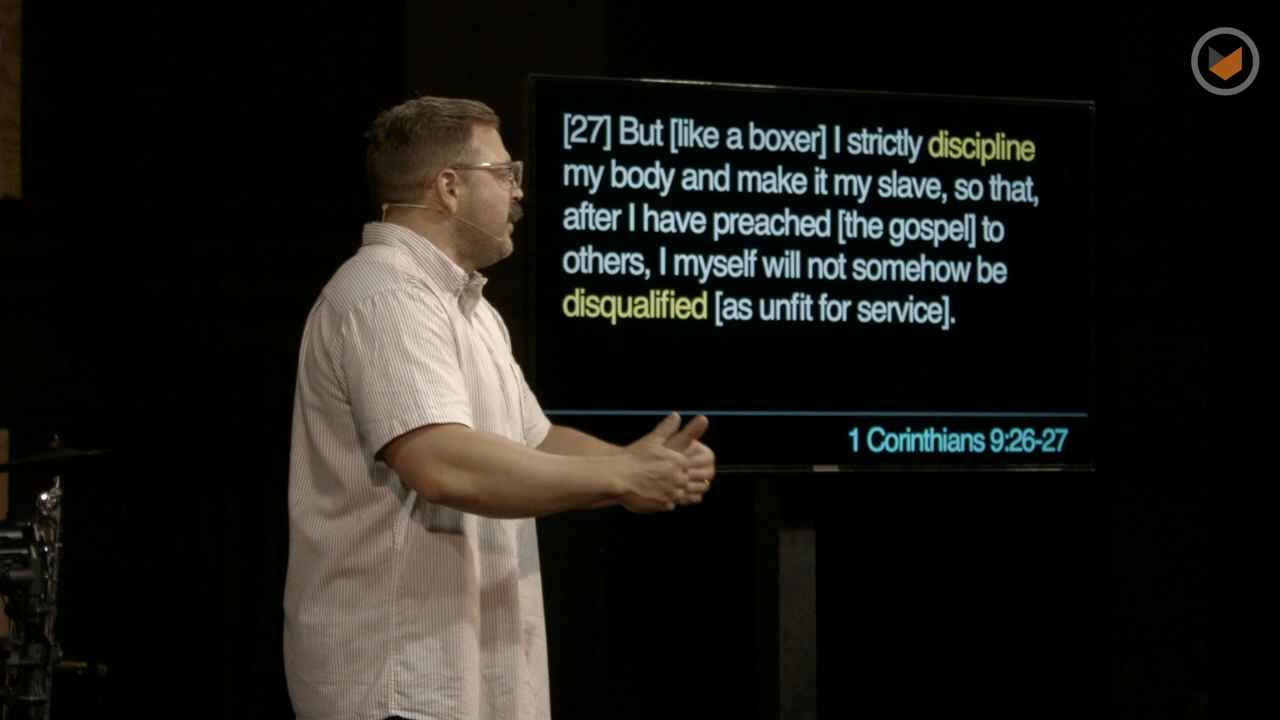 [27] But [like a boxer] I strictly discipline
my body and make it my slave, so that,
after I have preached [the gospel] to
others, I myself will not somehow be
disqualified [as unfit for service].
1 Corinthians 9:26-27